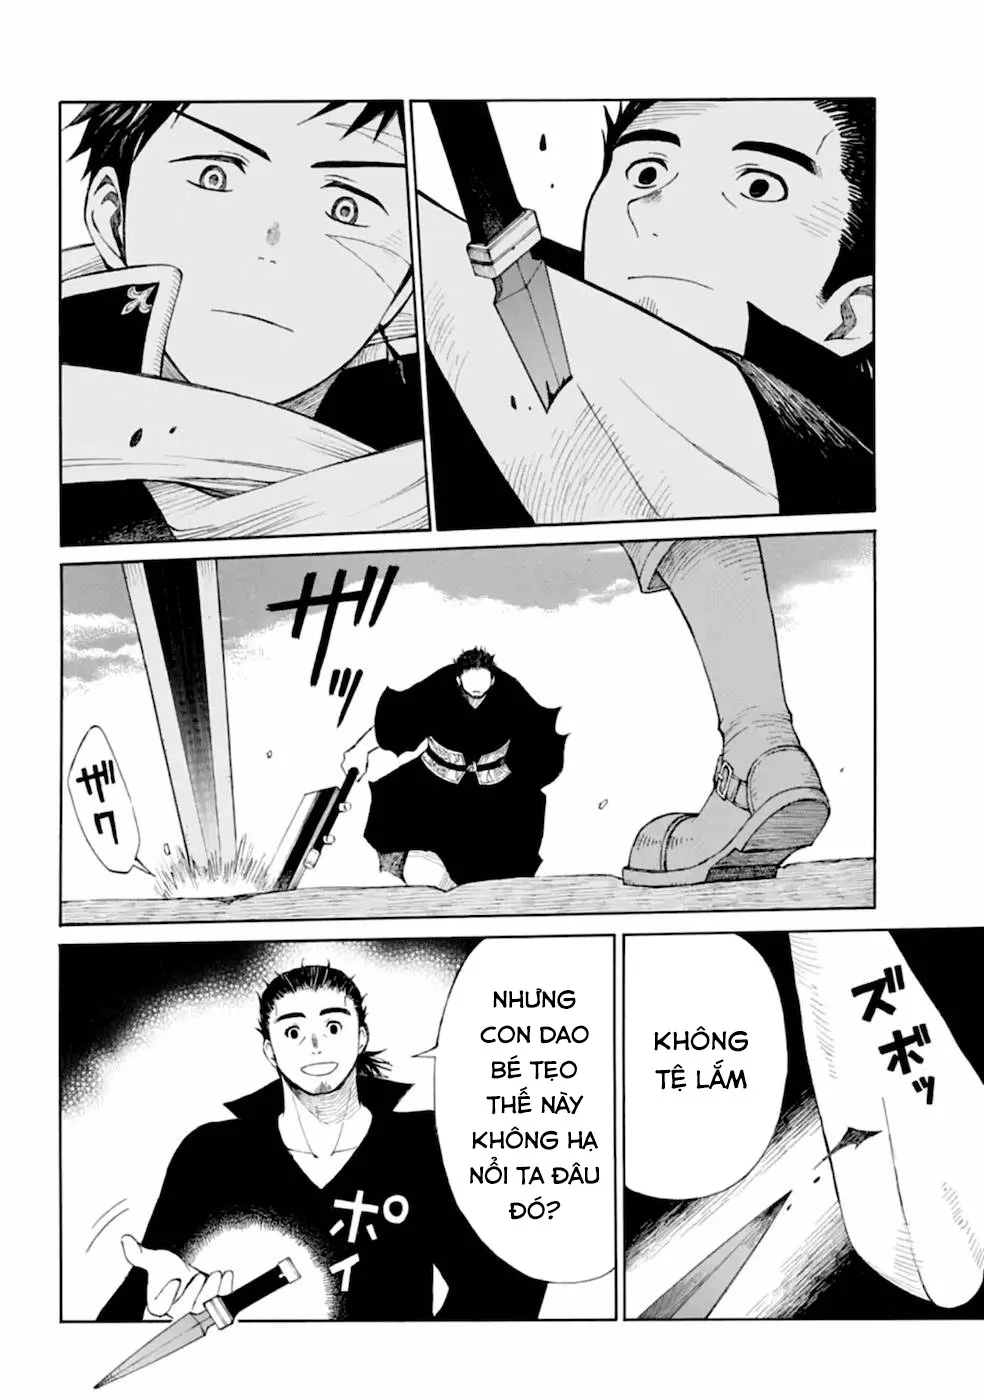 ザザッ
ザク
ズボッ
KHÔNG
TỆ LẮM
NHƯNG
CON DAO
BÉ TẸO
THẾ NÀY
KHÔNG HẠ
NỔI TA ĐÂU
ĐÓ?
ポイ